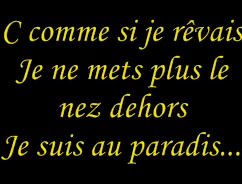 C comme si je rêvais
Je ne mets plus le
nez dehors
Je suis au paradis...